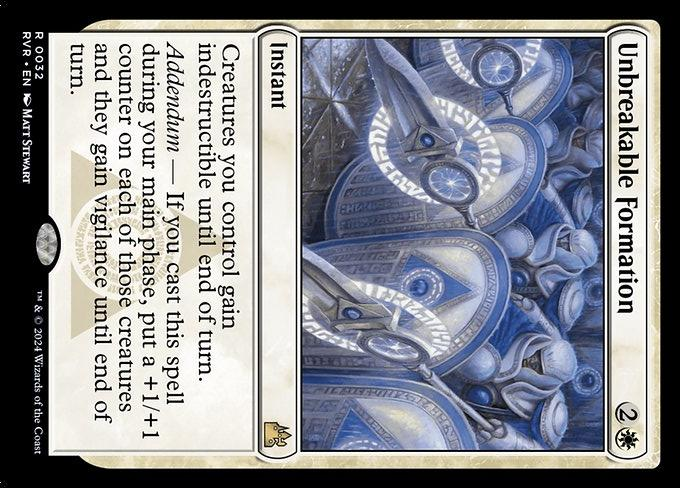 Unbreakable Formation 2
Instant
Creatures you control gain
indestructible until end of turn.
Addendum — If you cast this spell
during your main phase, put a +1/+1
counter on each of those creatures
and they gain vigilance until end of
turn.
R 0032
RVR • EN Matt Stewart
™ & © 2024 Wizards of the Coast